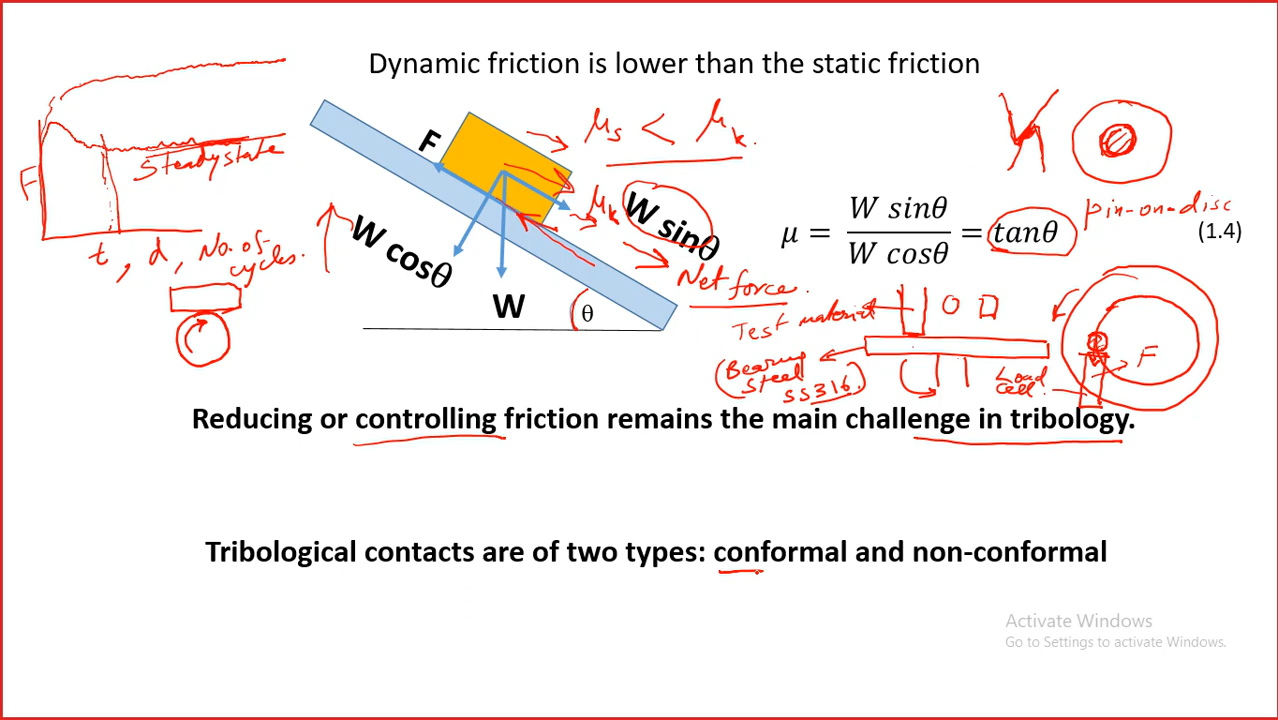 Dynamic friction is lower than the static friction
F
Steady state
t, d, No. of
cycles.
F
W cosθ
W
θ
W sinθ
μs < μk.
μk
Net force.
μ = W sinθ / W cosθ = tanθ
pin-on-disc
(1.4)
Test material
(Bearing
Steel
SS316)
Load
cell
F
Reducing or controlling friction remains the main challenge in tribology.
Tribological contacts are of two types: conformal and non-conformal
Activate Windows
Go to Settings to activate Windows.